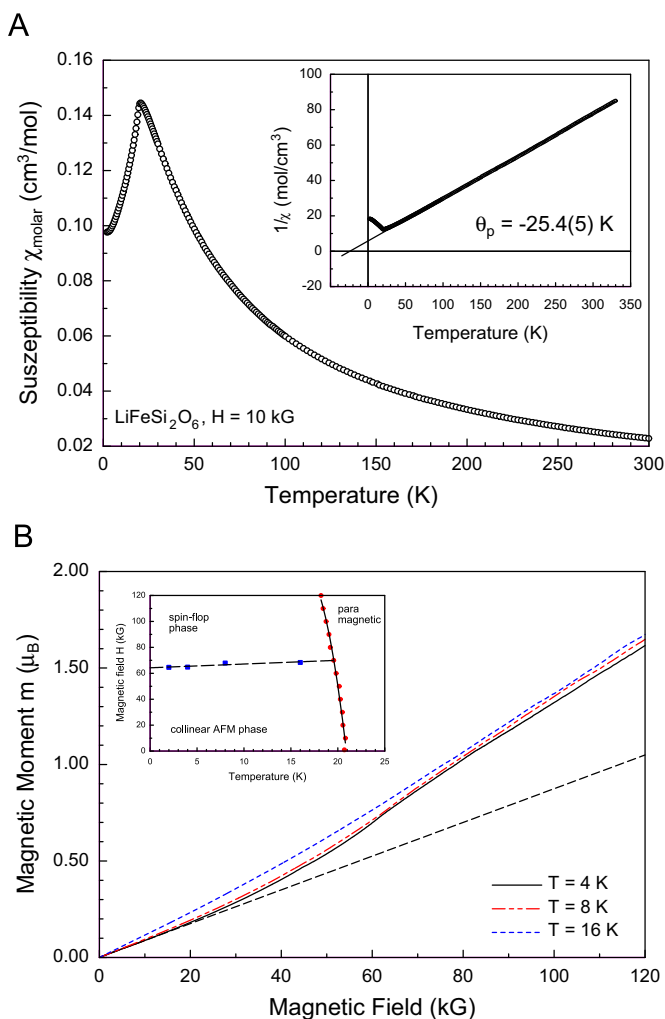 A
0.16
0.14
0.12
0.10
0.08
0.06
0.04
0.02
Suszeptibility χmolar (cm³/mol)
0 50 100 150 200 250 300
Temperature (K)
LiFeSi₂O₆, H = 10 kG
100
80
60
40
20
0
-20
1/χ (mol/cm³)
-50 0 50 100 150 200 250 300 350
Temperature (K)
θp = -25.4(5) K
B
2.00
1.50
1.00
0.50
0.00
Magnetic Moment m (μB)
0 20 40 60 80 100 120
Magnetic Field (kG)
120
100
80
60
40
20
0
Magnetic field H (kG)
0 5 10 15 20 25
Temperature (K)
spin-flop
phase
para
magnetic
collinear AFM phase
T = 4 K
T = 8 K
T = 16 K